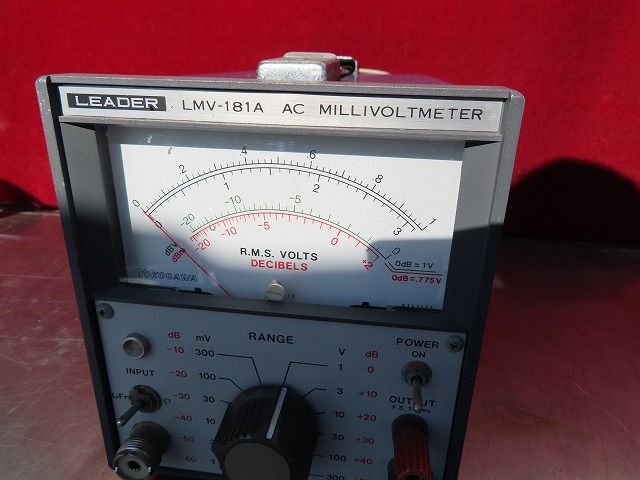 LEADER LMV-181A AC MILLIVOLTMETER
0 .2 .4 .6 .8 1
0 1 2 3
-20 -10 -5 0
-20 -10 -5 0 +2
dBV
dBm
R.M.S. VOLTS
DECIBELS
0dB=1V
0dB=.775V
YOKOGAWA
dB mV RANGE V dB
POWER
ON
-10 300 1 0
INPUT
-20 100 3 +10
-30 30 10 +20
OUTPUT
-40 10 30 +30
100
300